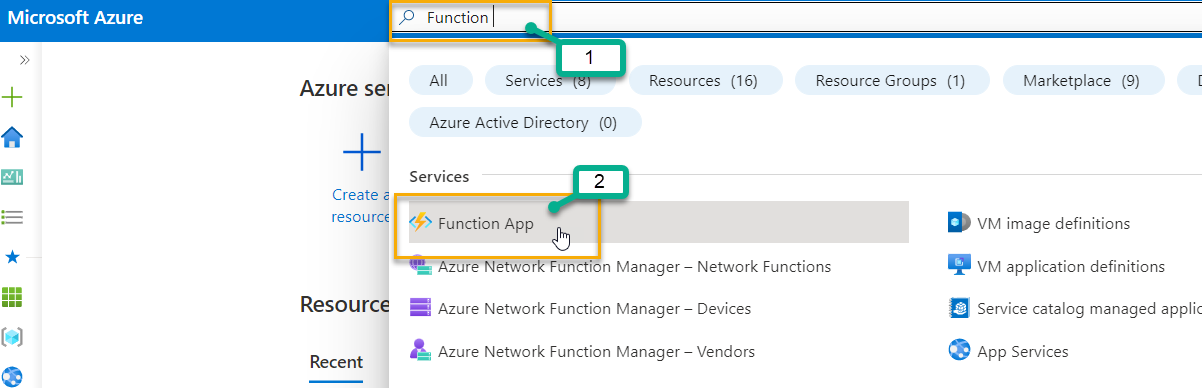 Microsoft Azure
Function
1
All Services (8) Resources (16) Resource Groups (1) Marketplace (9) D
Azure ser
Azure Active Directory (0)
Services
2
Create a
resource
Function App
VM image definitions
Azure Network Function Manager – Network Functions
VM application definitions
Resource
Azure Network Function Manager – Devices
Service catalog managed applic
Azure Network Function Manager – Vendors
App Services
Recent